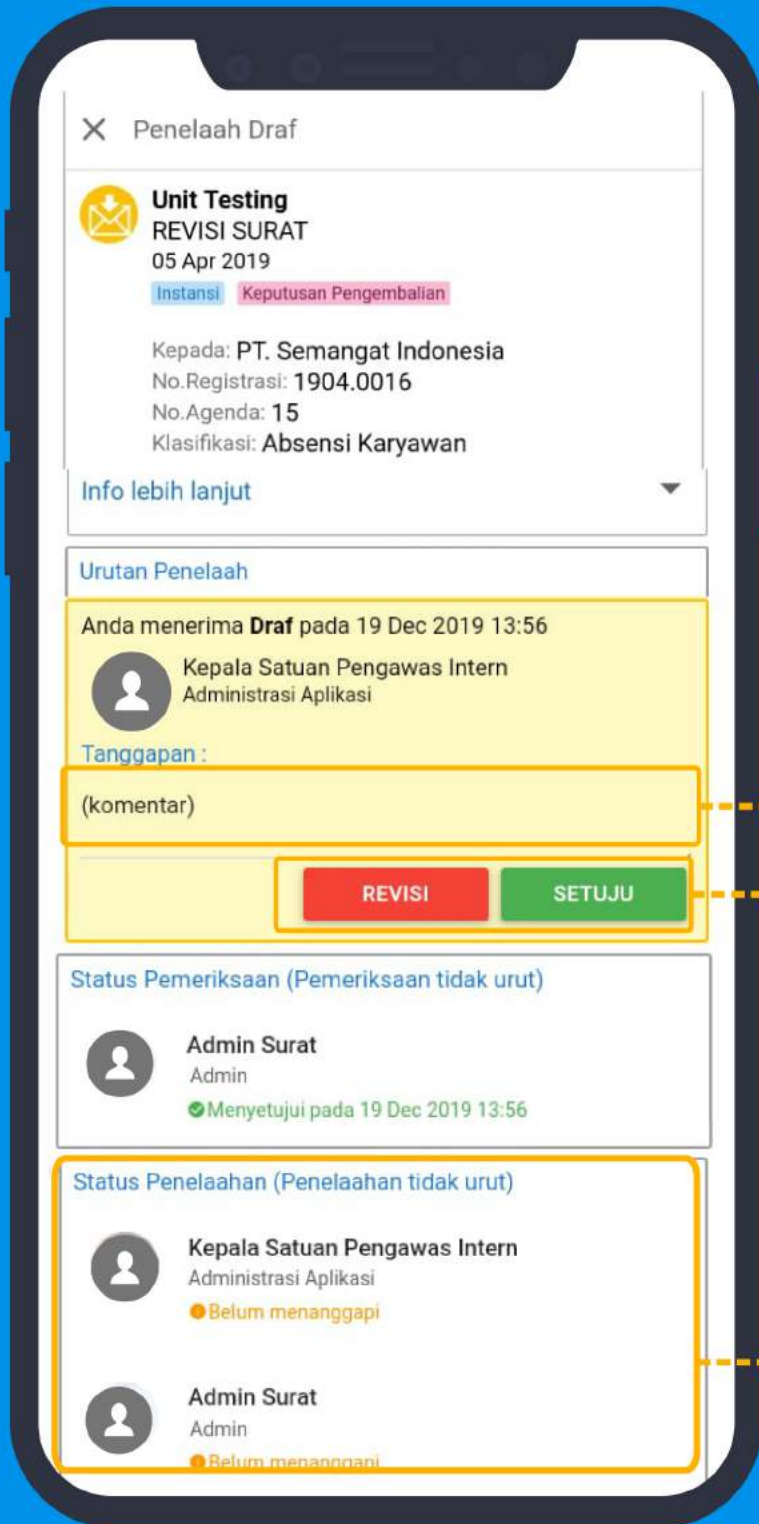 Penelaah Draf
Unit Testing
REVISI SURAT
05 Apr 2019
Instansi Keputusan Pengembalian
Kepada: PT. Semangat Indonesia
No.Registrasi: 1904.0016
No.Agenda: 15
Klasifikasi: Absensi Karyawan
Info lebih lanjut
Urutan Penelaah
Anda menerima Draf pada 19 Dec 2019 13:56
Kepala Satuan Pengawas Intern
Administrasi Aplikasi
Tanggapan :
(komentar)
REVISI SETUJU
Status Pemeriksaan (Pemeriksaan tidak urut)
Admin Surat
Admin
Menyetujui pada 19 Dec 2019 13:56
Status Penelaahan (Penelaahan tidak urut)
Kepala Satuan Pengawas Intern
Administrasi Aplikasi
Belum menanggapi
Admin Surat
Admin
Belum menanggapi